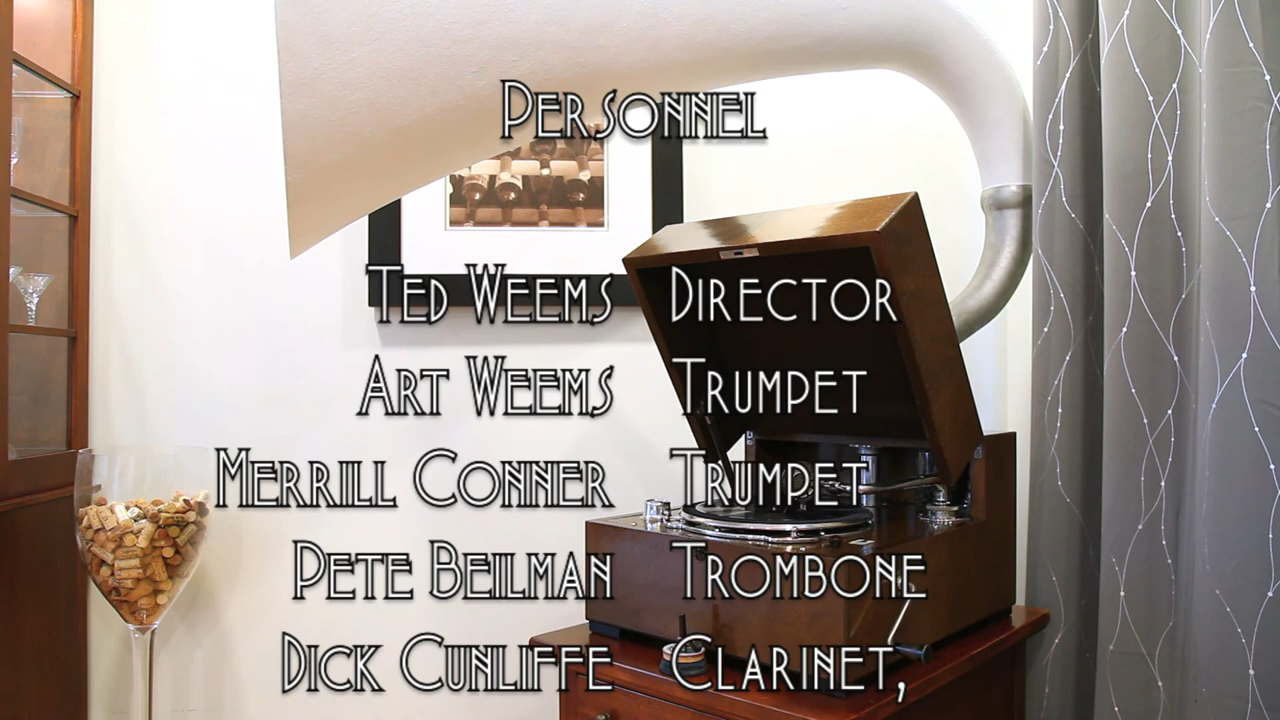 Personnel
Ted Weems Director
Art Weems Trumpet
Merrill Conner Trumpet
Pete Beilman Trombone
Dick Cunliffe Clarinet,